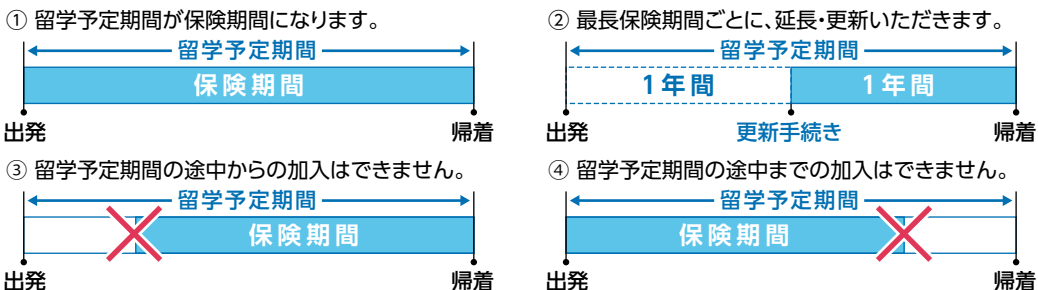 ① 留学予定期間が保険期間になります。
留学予定期間
保険期間
出発 帰着
② 最長保険期間ごとに、延長・更新いただきます。
留学予定期間
1年間 1年間
出発 更新手続き 帰着
③ 留学予定期間の途中からの加入はできません。
留学予定期間
保険期間
出発 帰着
④ 留学予定期間の途中までの加入はできません。
留学予定期間
保険期間
出発 帰着